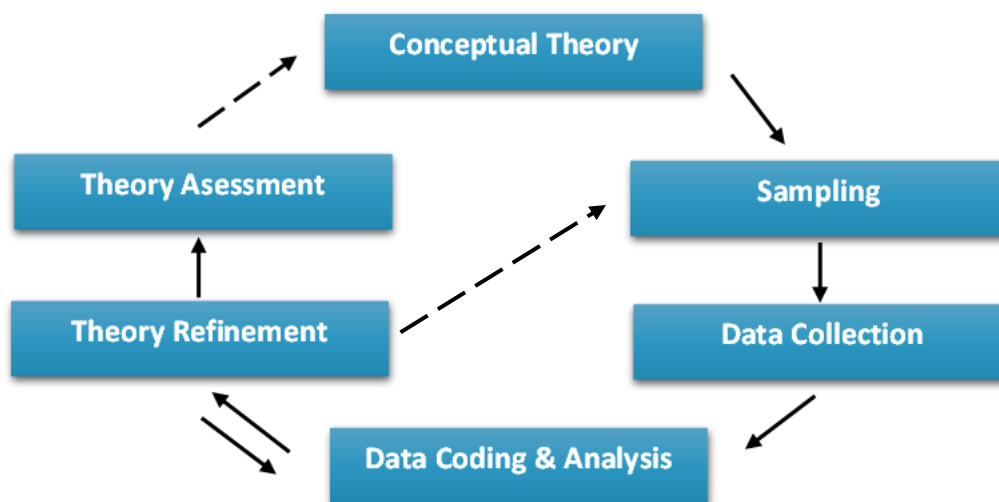 Conceptual Theory
Theory Asessment
Sampling
Theory Refinement
Data Collection
Data Coding & Analysis